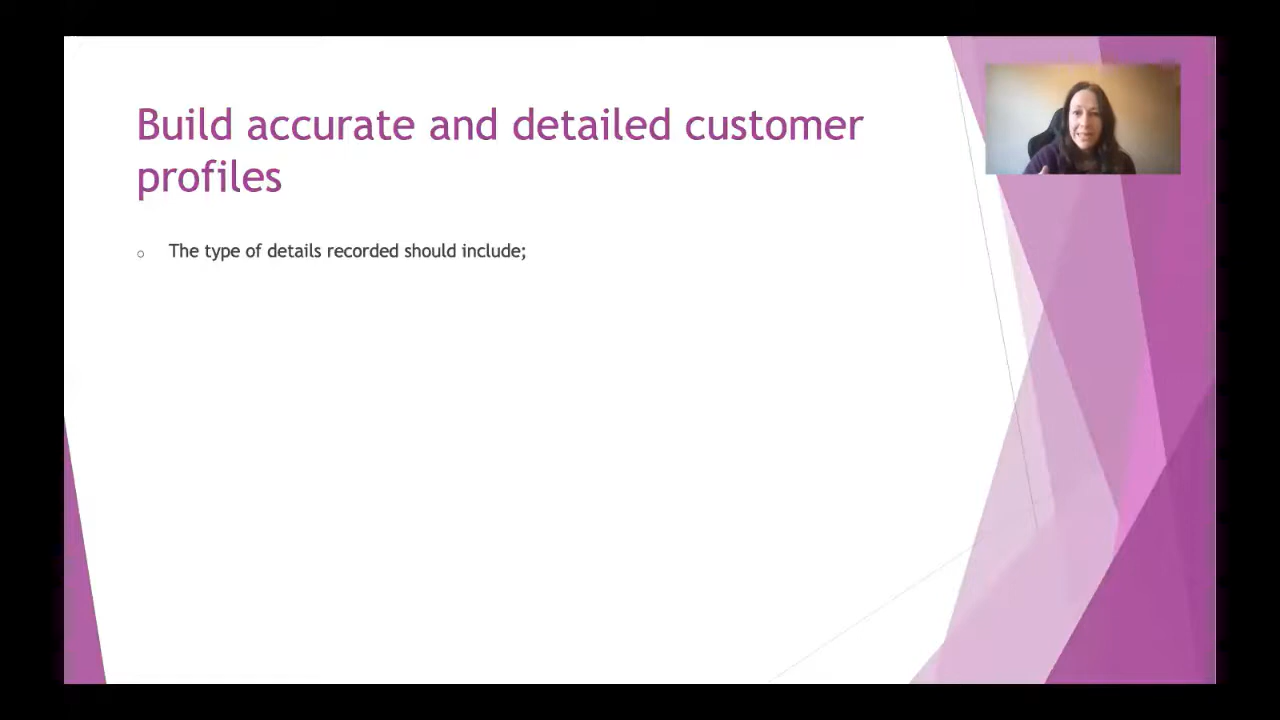 Build accurate and detailed customer
profiles
The type of details recorded should include;